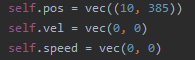 self.pos = vec((10, 385))
self.vel = vec(0, 0)
self.speed = vec(0, 0)